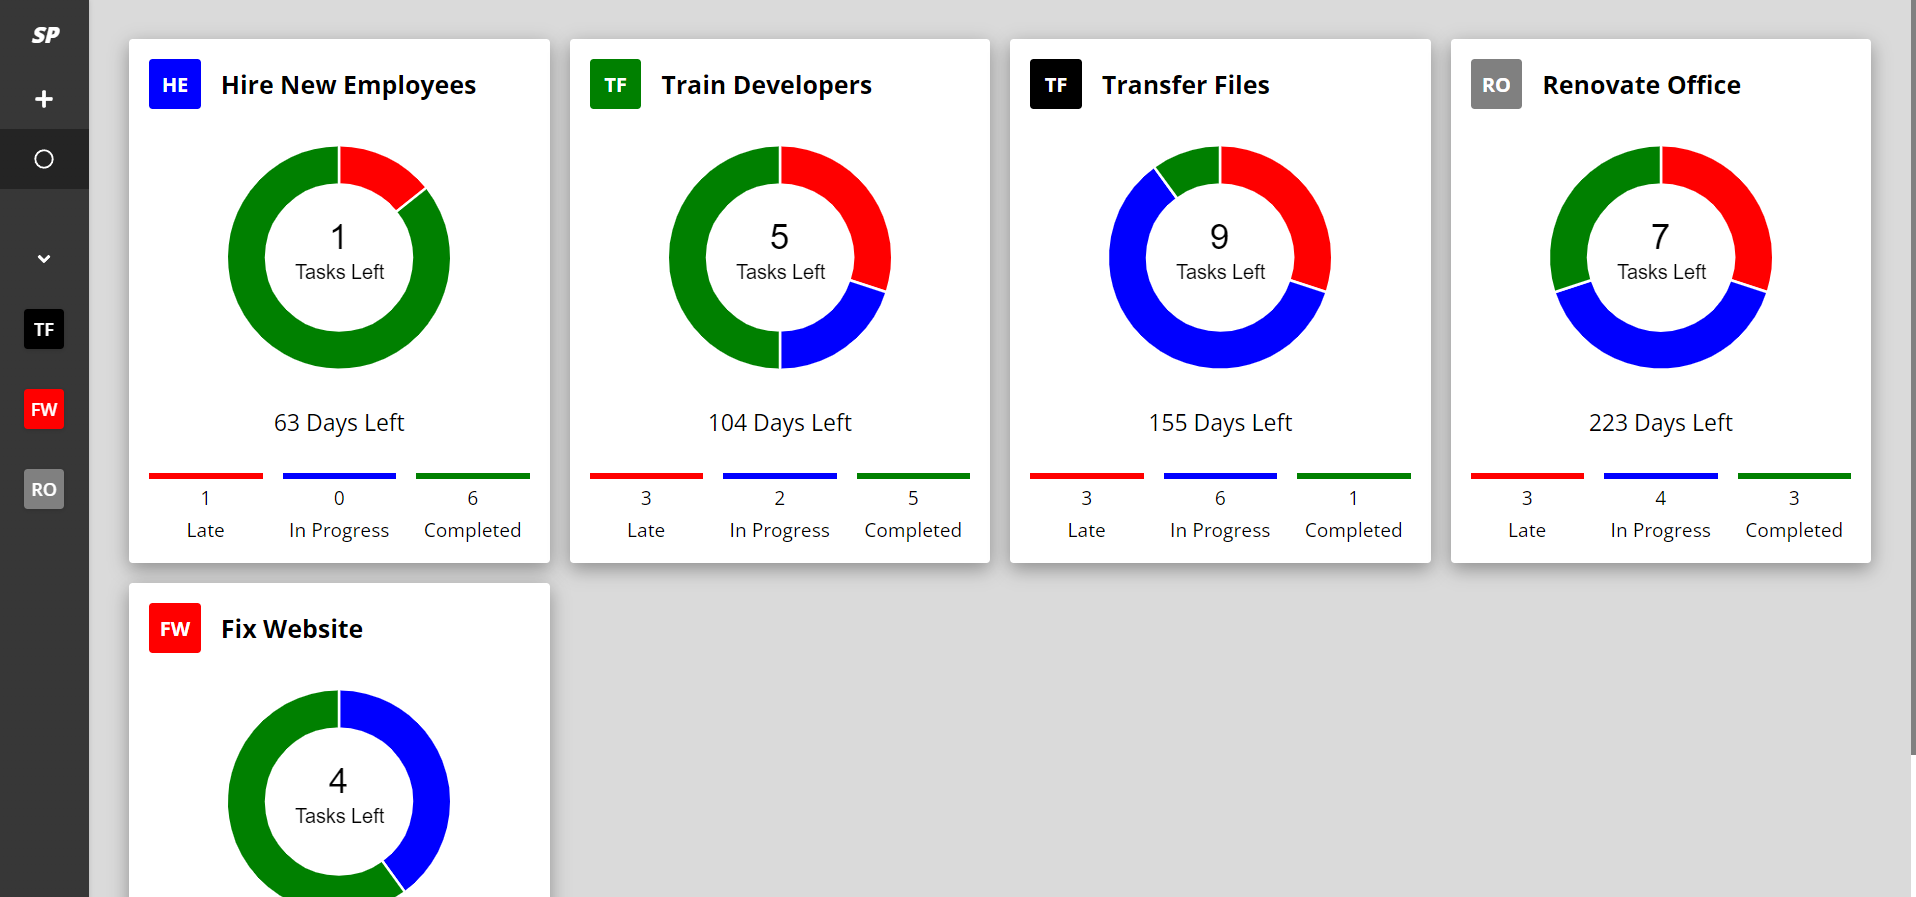 SP
TF
FW
RO
HE Hire New Employees
1
Tasks Left
63 Days Left
1 0 6
Late In Progress Completed
TF Train Developers
5
Tasks Left
104 Days Left
3 2 5
Late In Progress Completed
TF Transfer Files
9
Tasks Left
155 Days Left
3 6 1
Late In Progress Completed
RO Renovate Office
7
Tasks Left
223 Days Left
3 4 3
Late In Progress Completed
FW Fix Website
4
Tasks Left